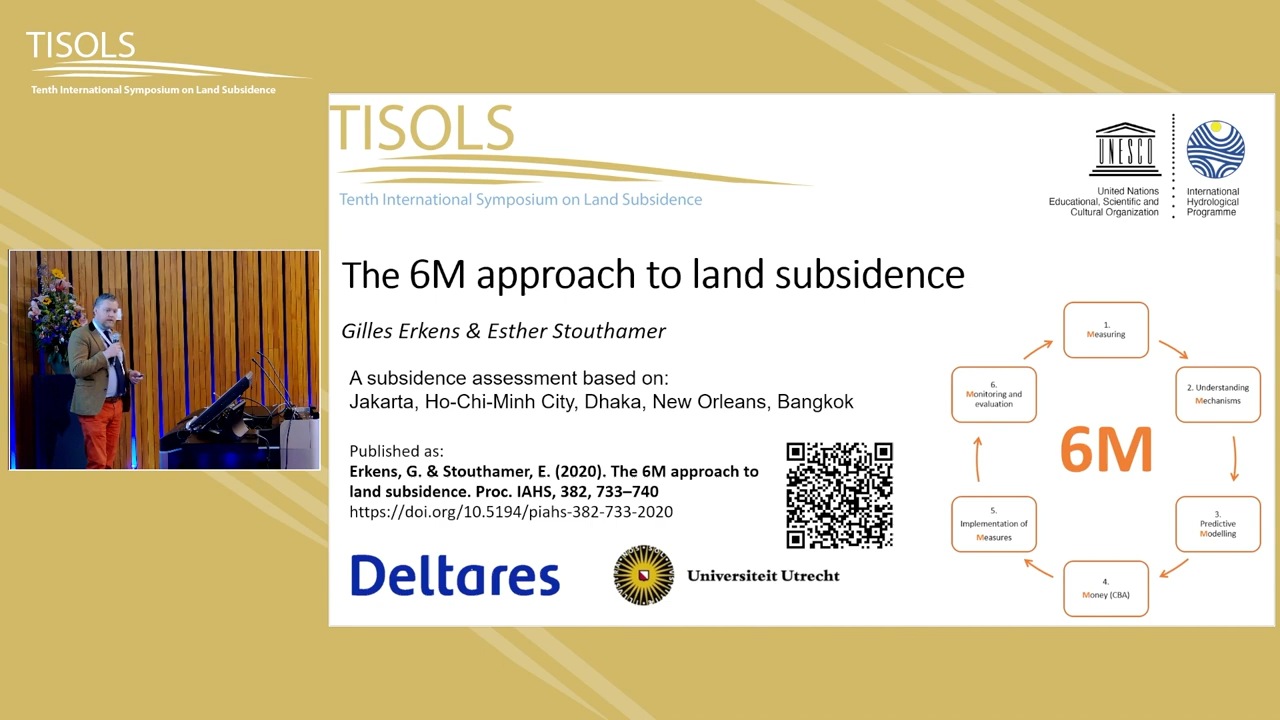 TISOLS
Tenth International Symposium on Land Subsidence
TISOLS
Tenth International Symposium on Land Subsidence
UNESCO
United Nations
Educational, Scientific and
Cultural Organization
International
Hydrological
Programme
The 6M approach to land subsidence
Gilles Erkens & Esther Stouthamer
A subsidence assessment based on:
Jakarta, Ho-Chi-Minh City, Dhaka, New Orleans, Bangkok
Published as:
Erkens, G. & Stouthamer, E. (2020). The 6M approach to
land subsidence. Proc. IAHS, 382, 733–740
https://doi.org/10.5194/piahs-382-733-2020
Deltares
Universiteit Utrecht
1.
Measuring
2. Understanding
Mechanisms
3.
Predictive
Modelling
4.
Money (CBA)
5.
Implementation of
Measures
6.
Monitoring and
evaluation
6M